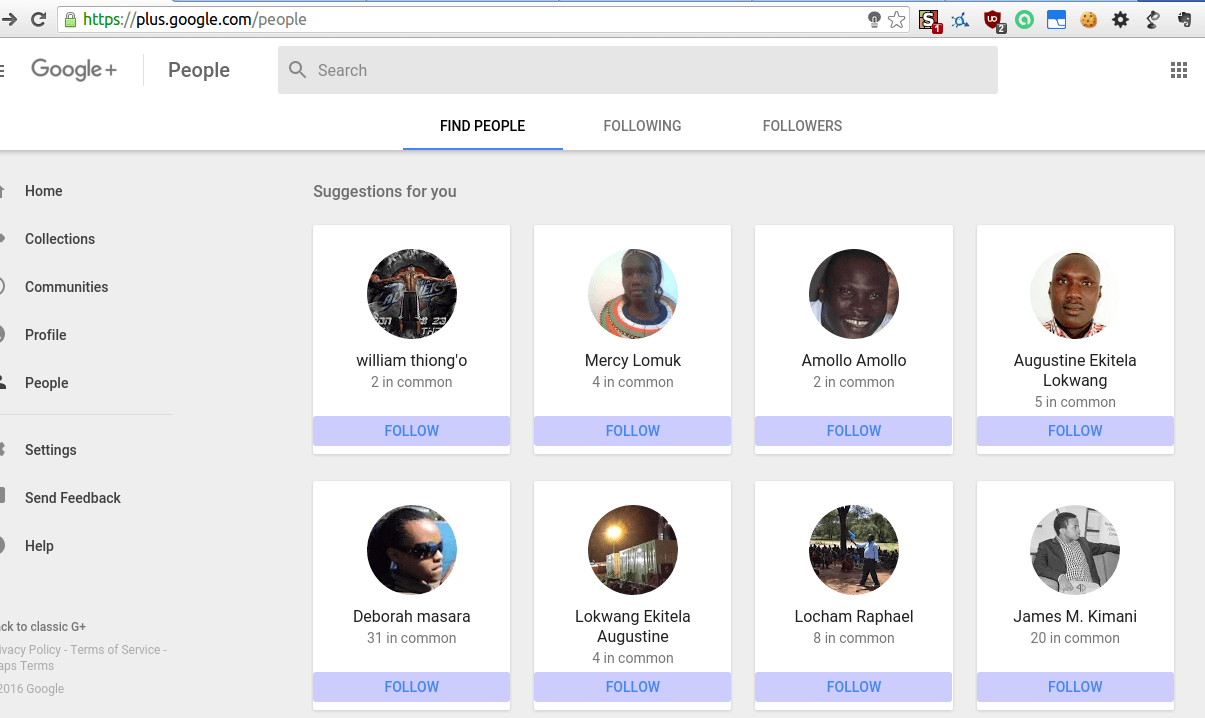 https://plus.google.com/people
1
2
Google+
People
Search
FIND PEOPLE
FOLLOWING
FOLLOWERS
Home
Collections
Communities
Profile
People
Settings
Send Feedback
Help
ck to classic G+
ivacy Policy - Terms of Service -
aps Terms
2016 Google
Suggestions for you
william thiong'o
2 in common
FOLLOW
Mercy Lomuk
4 in common
FOLLOW
Amollo Amollo
2 in common
FOLLOW
Augustine Ekitela
Lokwang
5 in common
FOLLOW
Deborah masara
31 in common
FOLLOW
Lokwang Ekitela
Augustine
4 in common
FOLLOW
Locham Raphael
8 in common
FOLLOW
James M. Kimani
20 in common
FOLLOW